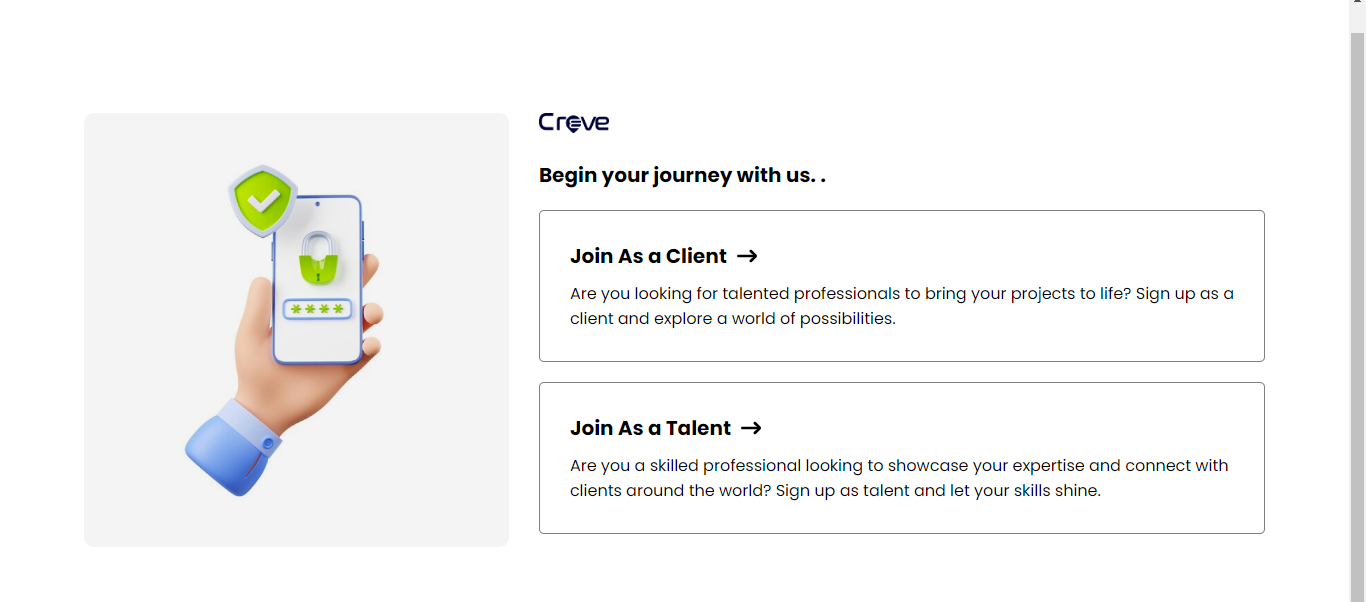 Creve
Begin your journey with us. .
Join As a Client →
Are you looking for talented professionals to bring your projects to life? Sign up as a
client and explore a world of possibilities.
Join As a Talent →
Are you a skilled professional looking to showcase your expertise and connect with
clients around the world? Sign up as talent and let your skills shine.
****